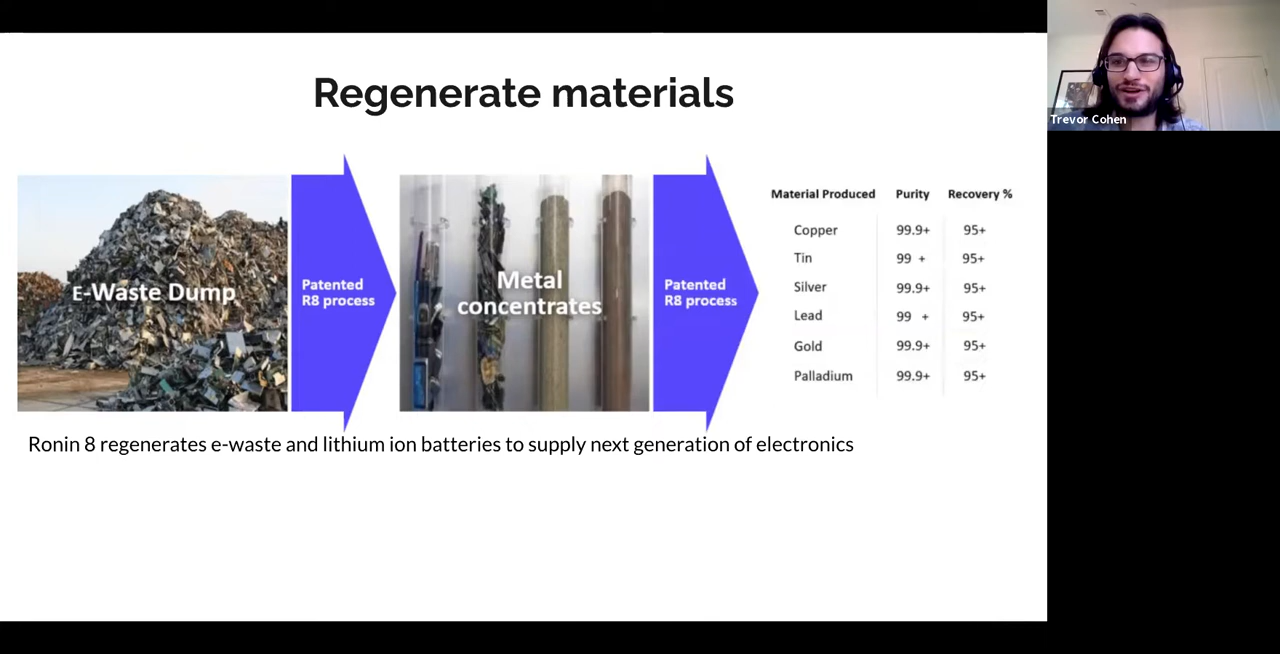 Regenerate materials
E-Waste Dump
Patented
R8 process
Metal
concentrates
Patented
R8 process
Material Produced Purity Recovery %
Copper 99.9+ 95+
Tin 99 + 95+
Silver 99.9+ 95+
Lead 99 + 95+
Gold 99.9+ 95+
Palladium 99.9+ 95+
Ronin 8 regenerates e-waste and lithium ion batteries to supply next generation of electronics
Trevor Cohen